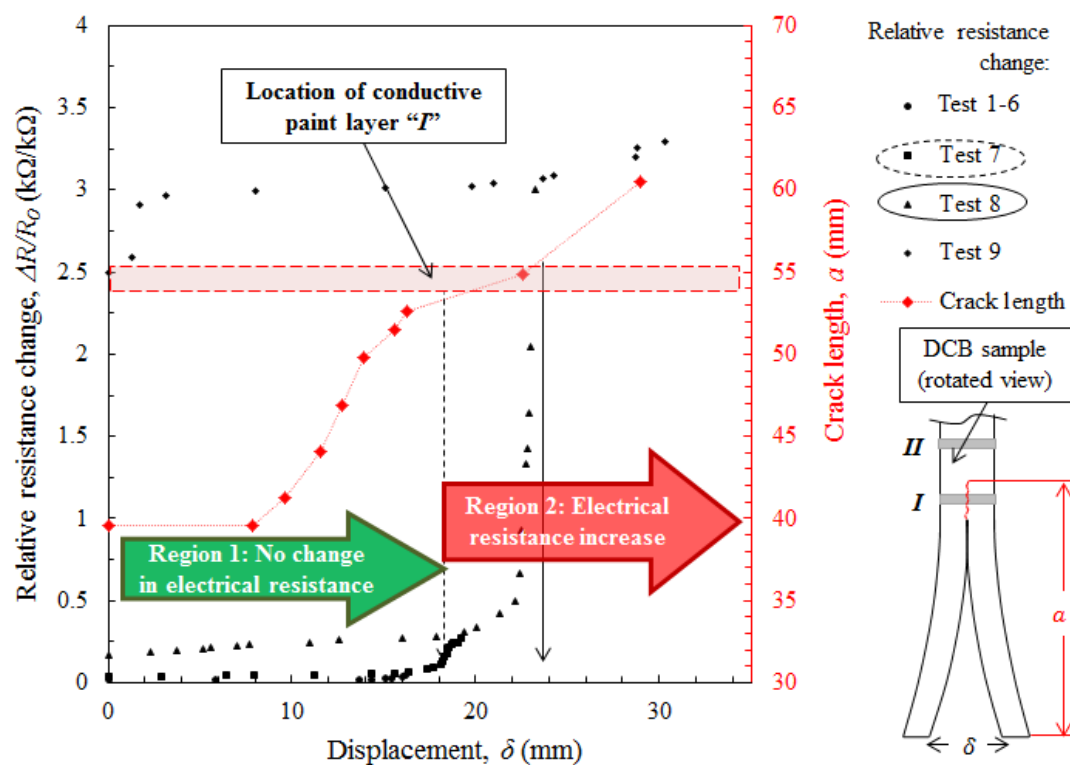 4
3.5
3
2.5
2
1.5
1
0.5
0
Relative resistance change, ΔR/R₀ (kΩ/kΩ)
0
10
20
30
Displacement, δ (mm)
70
65
60
55
50
45
40
35
30
Crack length, a (mm)
Location of conductive
paint layer “I”
Region 1: No change
in electrical resistance
Region 2: Electrical
resistance increase
Relative resistance
change:
Test 1-6
Test 7
Test 8
Test 9
Crack length
DCB sample
(rotated view)
II
I
a
δ